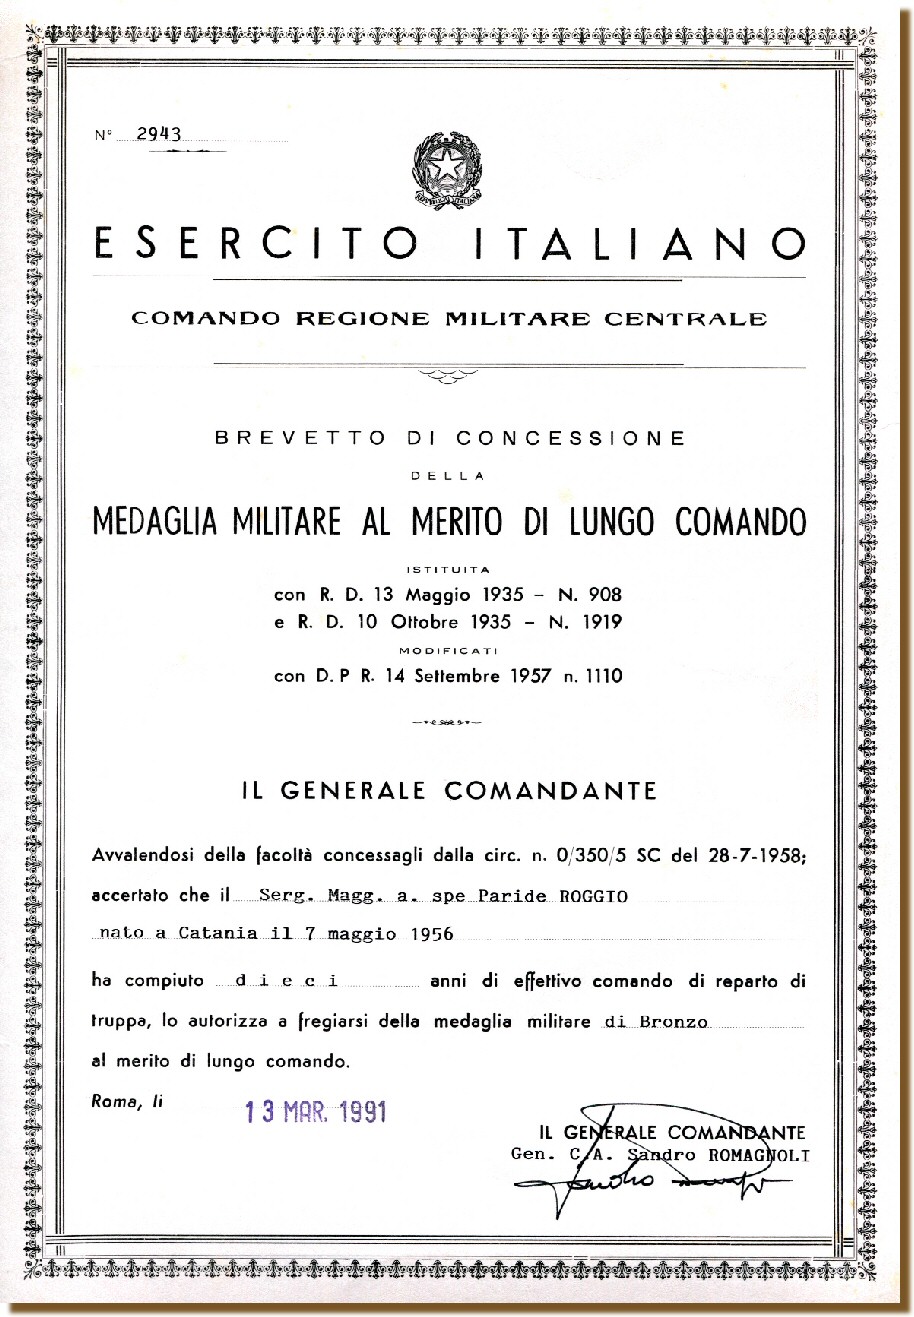 N° 2943
REPVBBLICA ITALIANA
ESERCITO ITALIANO
COMANDO REGIONE MILITARE CENTRALE
BREVETTO DI CONCESSIONE
DELLA
MEDAGLIA MILITARE AL MERITO DI LUNGO COMANDO
ISTITUITA
con R. D. 13 Maggio 1935 - N. 908
e R. D. 10 Ottobre 1935 - N. 1919
MODIFICATI
con D.P R. 14 Settembre 1957 n. 1110
IL GENERALE COMANDANTE
Avvalendosi della facoltà concessagli dalla circ. n. 0/350/5 SC del 28-7-1958;
accertato che il Serg. Magg. a. spe Paride ROGGIO
nato a Catania il 7 maggio 1956
ha compiuto d i e c i anni di effettivo comando di reparto di
truppa, lo autorizza a fregiarsi della medaglia militare di Bronzo
al merito di lungo comando.
Roma, li 13 MAR. 1991
IL GENERALE COMANDANTE
Gen. C.A. Sandro ROMAGNOLI
Sandro